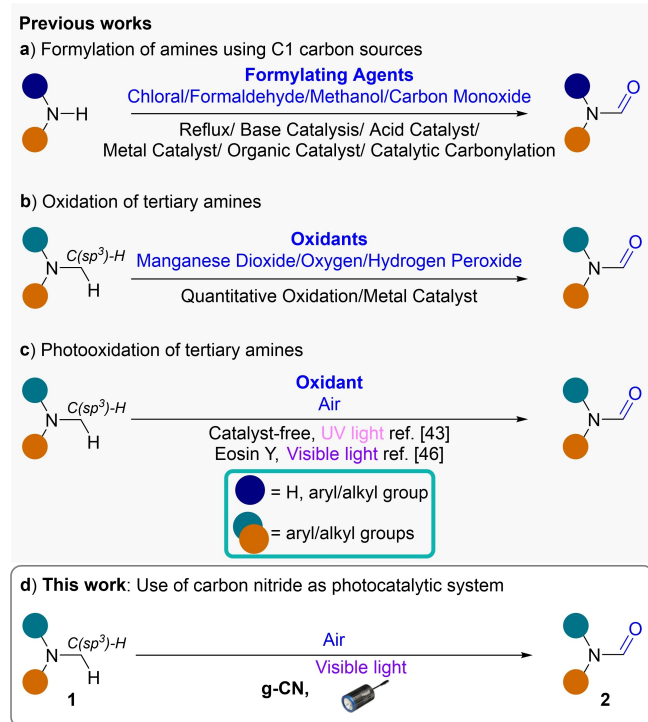 Previous works
a) Formylation of amines using C1 carbon sources
Formylating Agents
Chloral/Formaldehyde/Methanol/Carbon Monoxide
N H
N O
Reflux/ Base Catalysis/ Acid Catalyst/
Metal Catalyst/ Organic Catalyst/ Catalytic Carbonylation
b) Oxidation of tertiary amines
C(sp³)-H
N
H
Oxidants
Manganese Dioxide/Oxygen/Hydrogen Peroxide
Quantitative Oxidation/Metal Catalyst
N O
c) Photooxidation of tertiary amines
C(sp³)-H
N
H
Oxidant
Air
Catalyst-free, UV light ref. [43]
Eosin Y, Visible light ref. [46]
N O
= H, aryl/alkyl group
= aryl/alkyl groups
d) This work: Use of carbon nitride as photocatalytic system
C(sp³)-H
N
H
1
Air
Visible light
g-CN,
N O
2